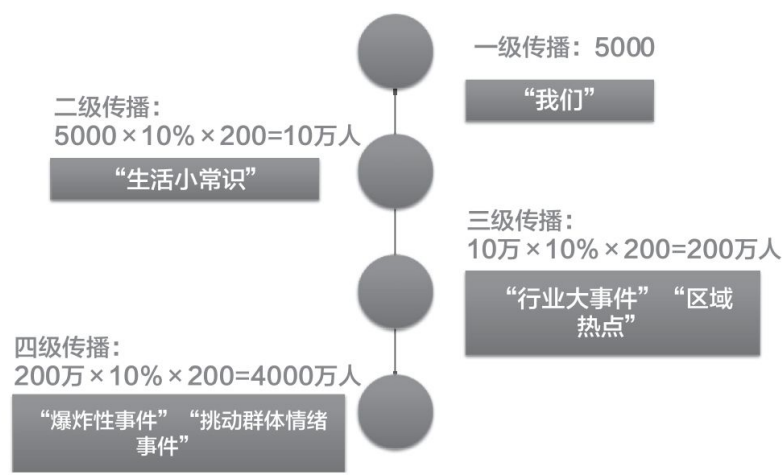 一级传播：5000
“我们”
二级传播：
5000×10%×200=10万人
“生活小常识”
三级传播：
10万×10%×200=200万人
“行业大事件” “区域
热点”
四级传播：
200万×10%×200=4000万人
“爆炸性事件” “挑动群体情绪
事件”